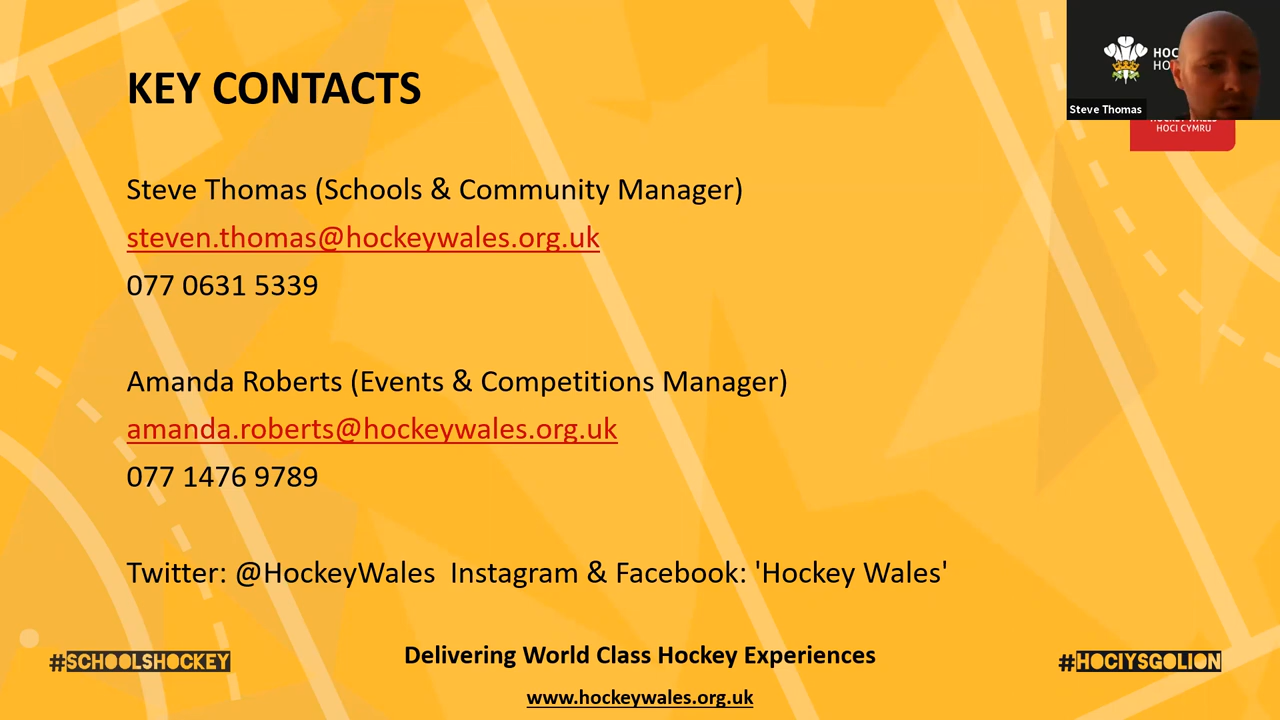 KEY CONTACTS
HOC
HO
Steve Thomas
HOCI CYMRU
Steve Thomas (Schools & Community Manager)
steven.thomas@hockeywales.org.uk
077 0631 5339
Amanda Roberts (Events & Competitions Manager)
amanda.roberts@hockeywales.org.uk
077 1476 9789
Twitter: @HockeyWales  Instagram & Facebook: 'Hockey Wales'
#SCHOOLSHOCKEY
Delivering World Class Hockey Experiences
#HOCIYSGOLION
www.hockeywales.org.uk